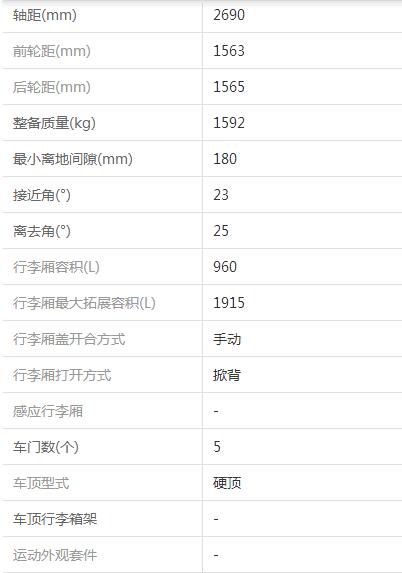 轴距(mm) 2690
前轮距(mm) 1563
后轮距(mm) 1565
整备质量(kg) 1592
最小离地间隙(mm) 180
接近角(°) 23
离去角(°) 25
行李厢容积(L) 960
行李厢最大拓展容积(L) 1915
行李厢盖开合方式 手动
行李厢打开方式 掀背
感应行李厢 -
车门数(个) 5
车顶型式 硬顶
车顶行李箱架 -
运动外观套件 -